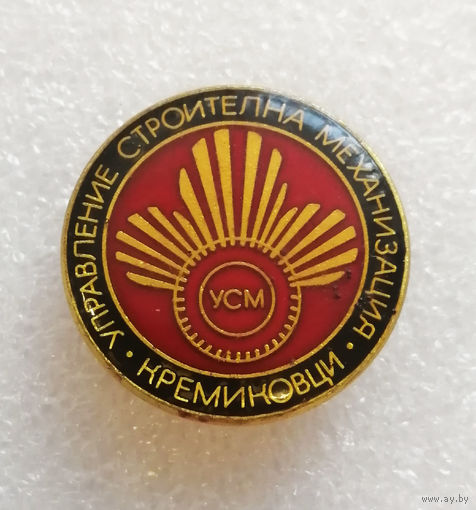 УПРАВЛЕНИЕ СТРОИТЕЛНА МЕХАНИЗАЦИЯ
• КРЕМИКОВЦИ •
УСМ
www.ay.by